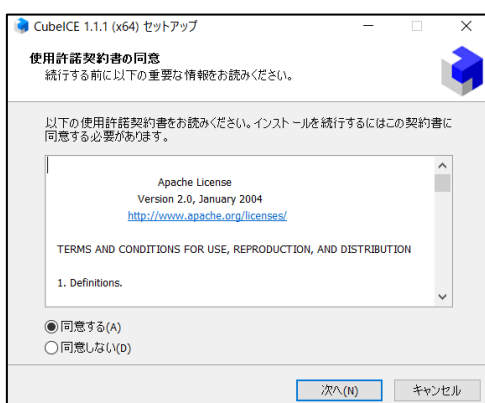 CubeICE 1.1.1 (x64) セットアップ
使用許諾契約書の同意
続行する前に以下の重要な情報をお読みください。
以下の使用許諾契約書をお読みください。インストールを続行するにはこの契約書に
同意する必要があります。
Apache License
Version 2.0, January 2004
http://www.apache.org/licenses/
TERMS AND CONDITIONS FOR USE, REPRODUCTION, AND DISTRIBUTION
1. Definitions.
同意する(A)
同意しない(D)
次へ(N)
キャンセル